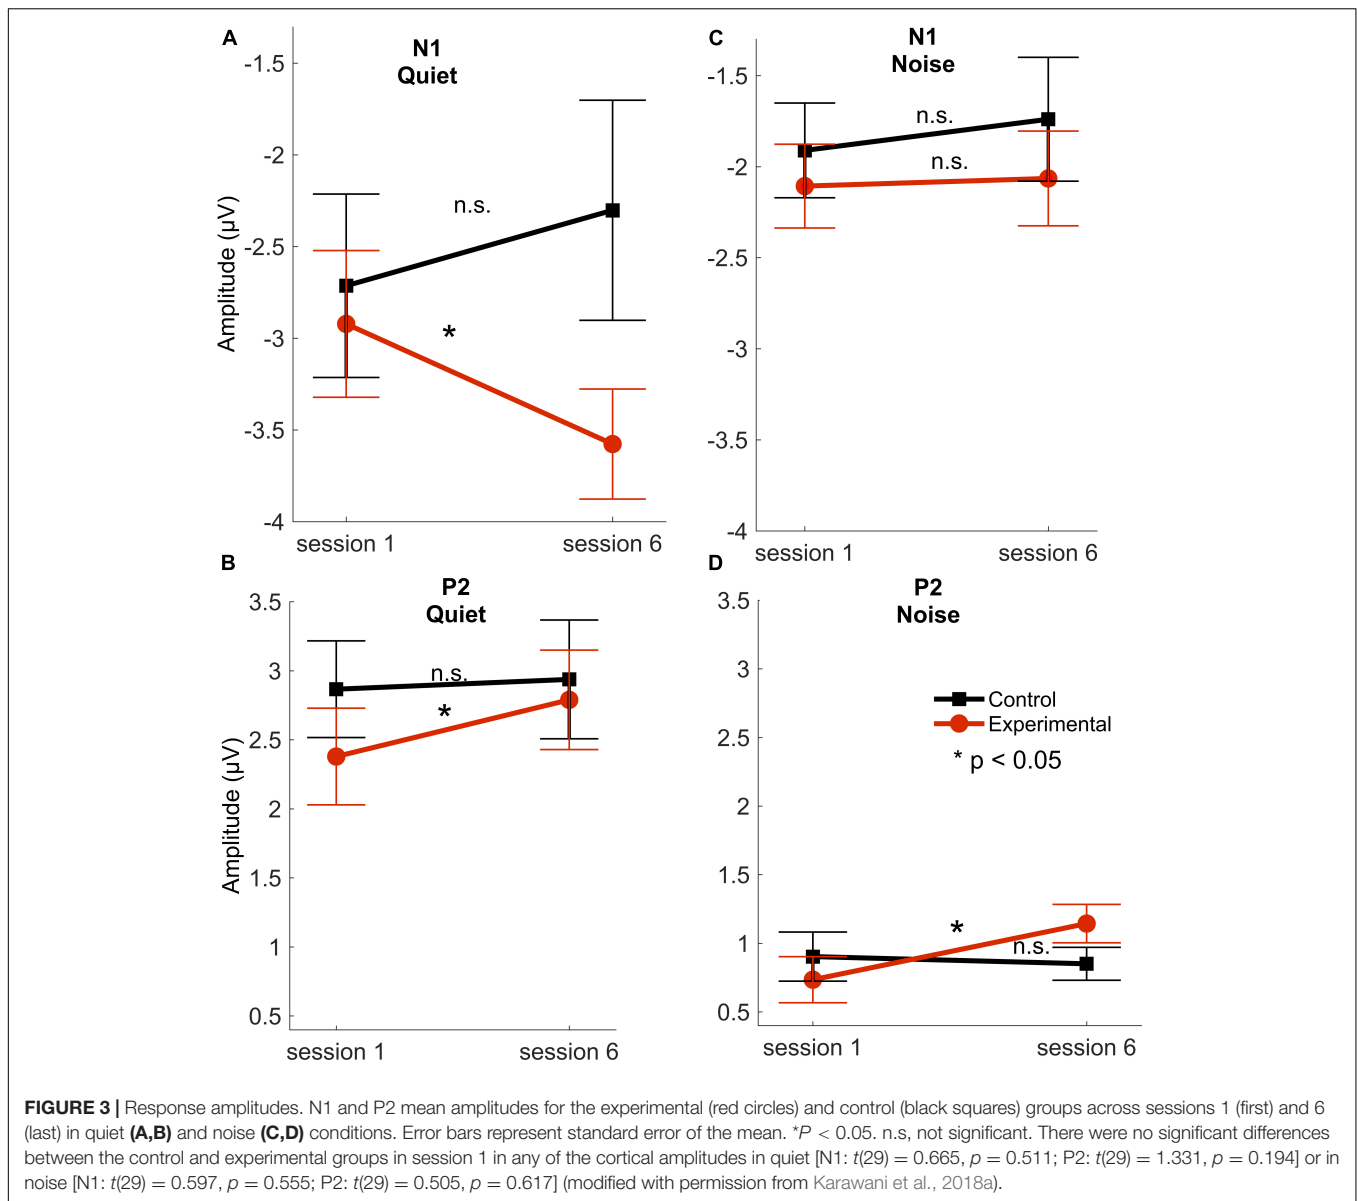 A
N1
Quiet
-1.5
-2
-2.5
-3
-3.5
-4
Amplitude (µV)
n.s.
*
session 1 session 6
C
N1
Noise
-1.5
-2
-2.5
-3
-3.5
-4
n.s.
n.s.
session 1 session 6
B
P2
Quiet
3.5
3
2.5
2
1.5
1
0.5
Amplitude (µV)
n.s.
*
session 1 session 6
D
P2
Noise
3.5
3
2.5
2
1.5
1
0.5
Control
Experimental
* p < 0.05
*
n.s.
session 1 session 6
FIGURE 3 | Response amplitudes. N1 and P2 mean amplitudes for the experimental (red circles) and control (black squares) groups across sessions 1 (first) and 6
(last) in quiet (A,B) and noise (C,D) conditions. Error bars represent standard error of the mean. *P < 0.05. n.s, not significant. There were no significant differences
between the control and experimental groups in session 1 in any of the cortical amplitudes in quiet [N1: t(29) = 0.665, p = 0.511; P2: t(29) = 1.331, p = 0.194] or in
noise [N1: t(29) = 0.597, p = 0.555; P2: t(29) = 0.505, p = 0.617] (modified with permission from Karawani et al., 2018a).